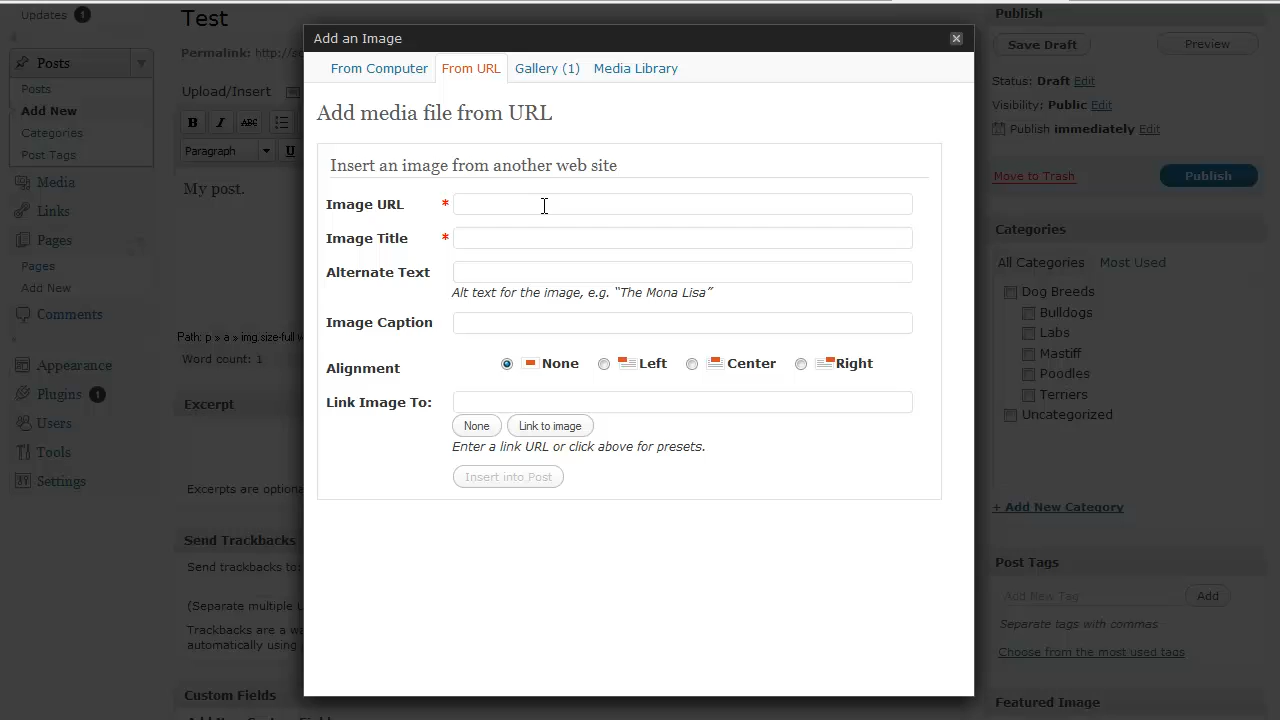 Updates 1
Posts
Posts
Add New
Categories
Post Tags
Media
Links
Pages
Pages
Add New
Comments
Appearance
Plugins 1
Users
Tools
Settings
Test
Permalink: http://
Upload/Insert
B I ABC
Paragraph U
My post.
Path: p » a » img.size-full
Word count: 1
Excerpt
Excerpts are optiona
Send Trackbacks
Send trackbacks to:
(Separate multiple
Trackbacks are a
automatically using
Custom Fields
Add an Image
From Computer From URL Gallery (1) Media Library
Add media file from URL
Insert an image from another web site
Image URL *
Image Title *
Alternate Text
Alt text for the image, e.g. “The Mona Lisa”
Image Caption
Alignment None Left Center Right
Link Image To:
None Link to image
Enter a link URL or click above for presets.
Insert into Post
Publish
Save Draft Preview
Status: Draft Edit
Visibility: Public Edit
Publish immediately Edit
Move to Trash Publish
Categories
All Categories Most Used
Dog Breeds
Bulldogs
Labs
Mastiff
Poodles
Terriers
Uncategorized
+ Add New Category
Post Tags
Add New Tag Add
Separate tags with commas
Choose from the most used tags
Featured Image